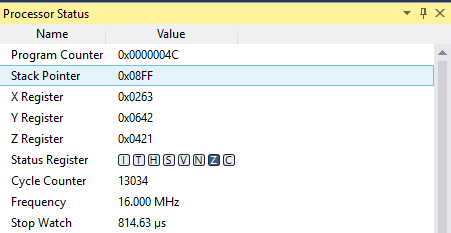 Processor Status
Name Value
Program Counter 0x0000004C
Stack Pointer 0x08FF
X Register 0x0263
Y Register 0x0642
Z Register 0x0421
Status Register I T H S V N Z C
Cycle Counter 13034
Frequency 16.000 MHz
Stop Watch 814.63 µs